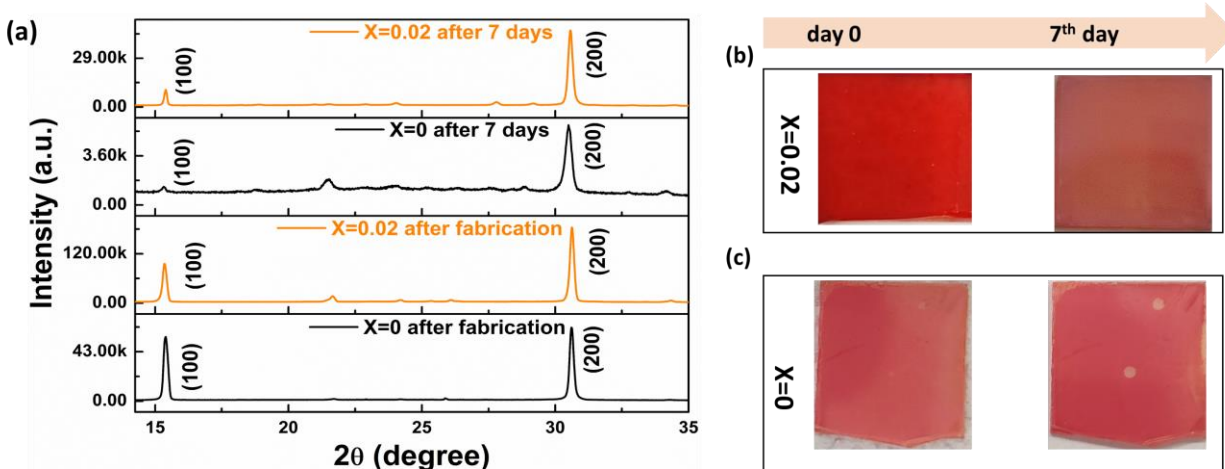 (a)
Intensity (a.u.)
29.00k
0.00
X=0.02 after 7 days
(100)
(200)
3.60k
0.00
X=0 after 7 days
(100)
(200)
120.00k
0.00
X=0.02 after fabrication
(100)
(200)
43.00k
0.00
X=0 after fabrication
(100)
(200)
15 20 25 30 35
2θ (degree)
day 0 7th day
(b)
X=0.02
(c)
X=0